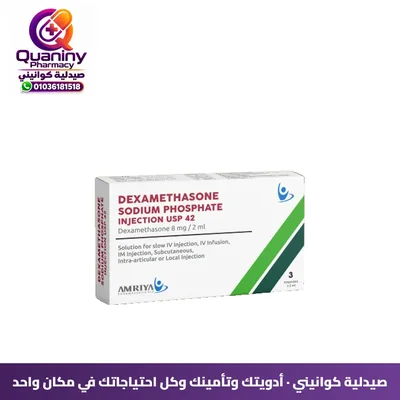 Quaniny
Pharmacy
صيدلية كوانيني
01036181518
DEXAMETHASONE
SODIUM PHOSPHATE
INJECTION USP 42
Dexamethasone 8 mg / 2 ml
Solution for slow IV Injection, IV Infusion,
IM Injection, Subcutaneous,
Intra-articular or Local Injection
AMRIYA
3
صيدلية كوانيني - أدويتك وتأمينك وكل احتياجاتك في مكان واحد